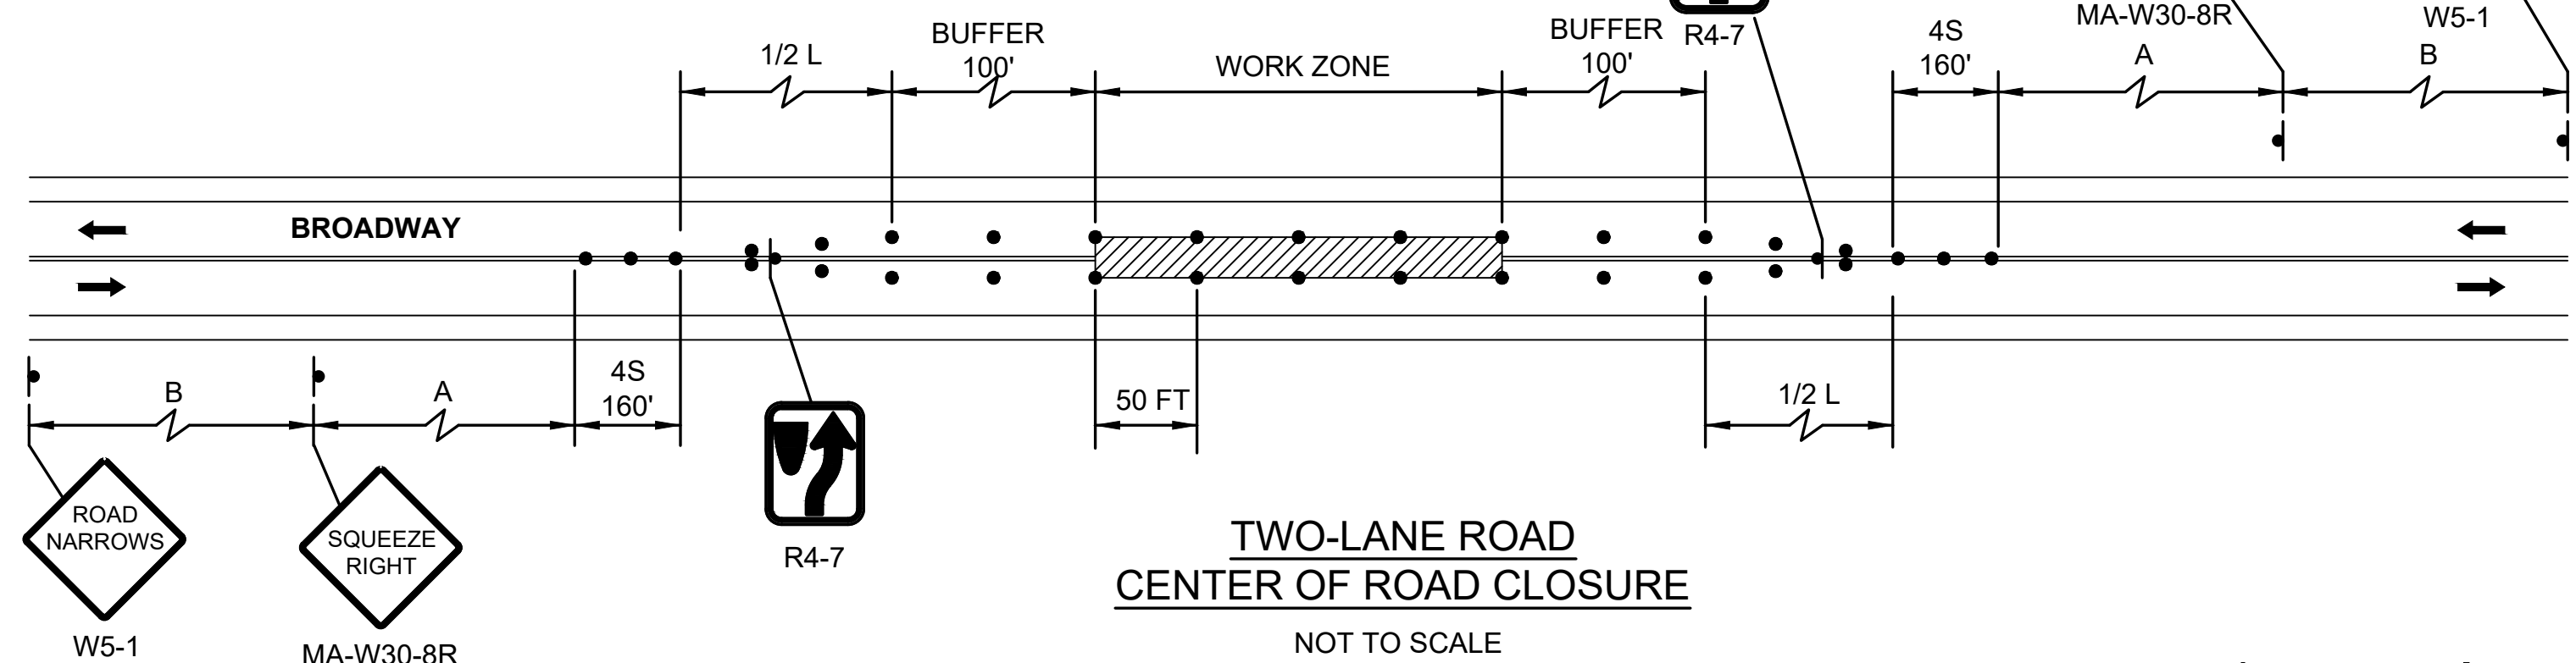 MA-W30-8R
W5-1
R4-7
1/2 L
BUFFER
100'
WORK ZONE
BUFFER
100'
4S
160'
A
B
BROADWAY
B
A
4S
160'
50 FT
1/2 L
ROAD
NARROWS
W5-1
SQUEEZE
RIGHT
MA-W30-8R
R4-7
TWO-LANE ROAD
CENTER OF ROAD CLOSURE
NOT TO SCALE